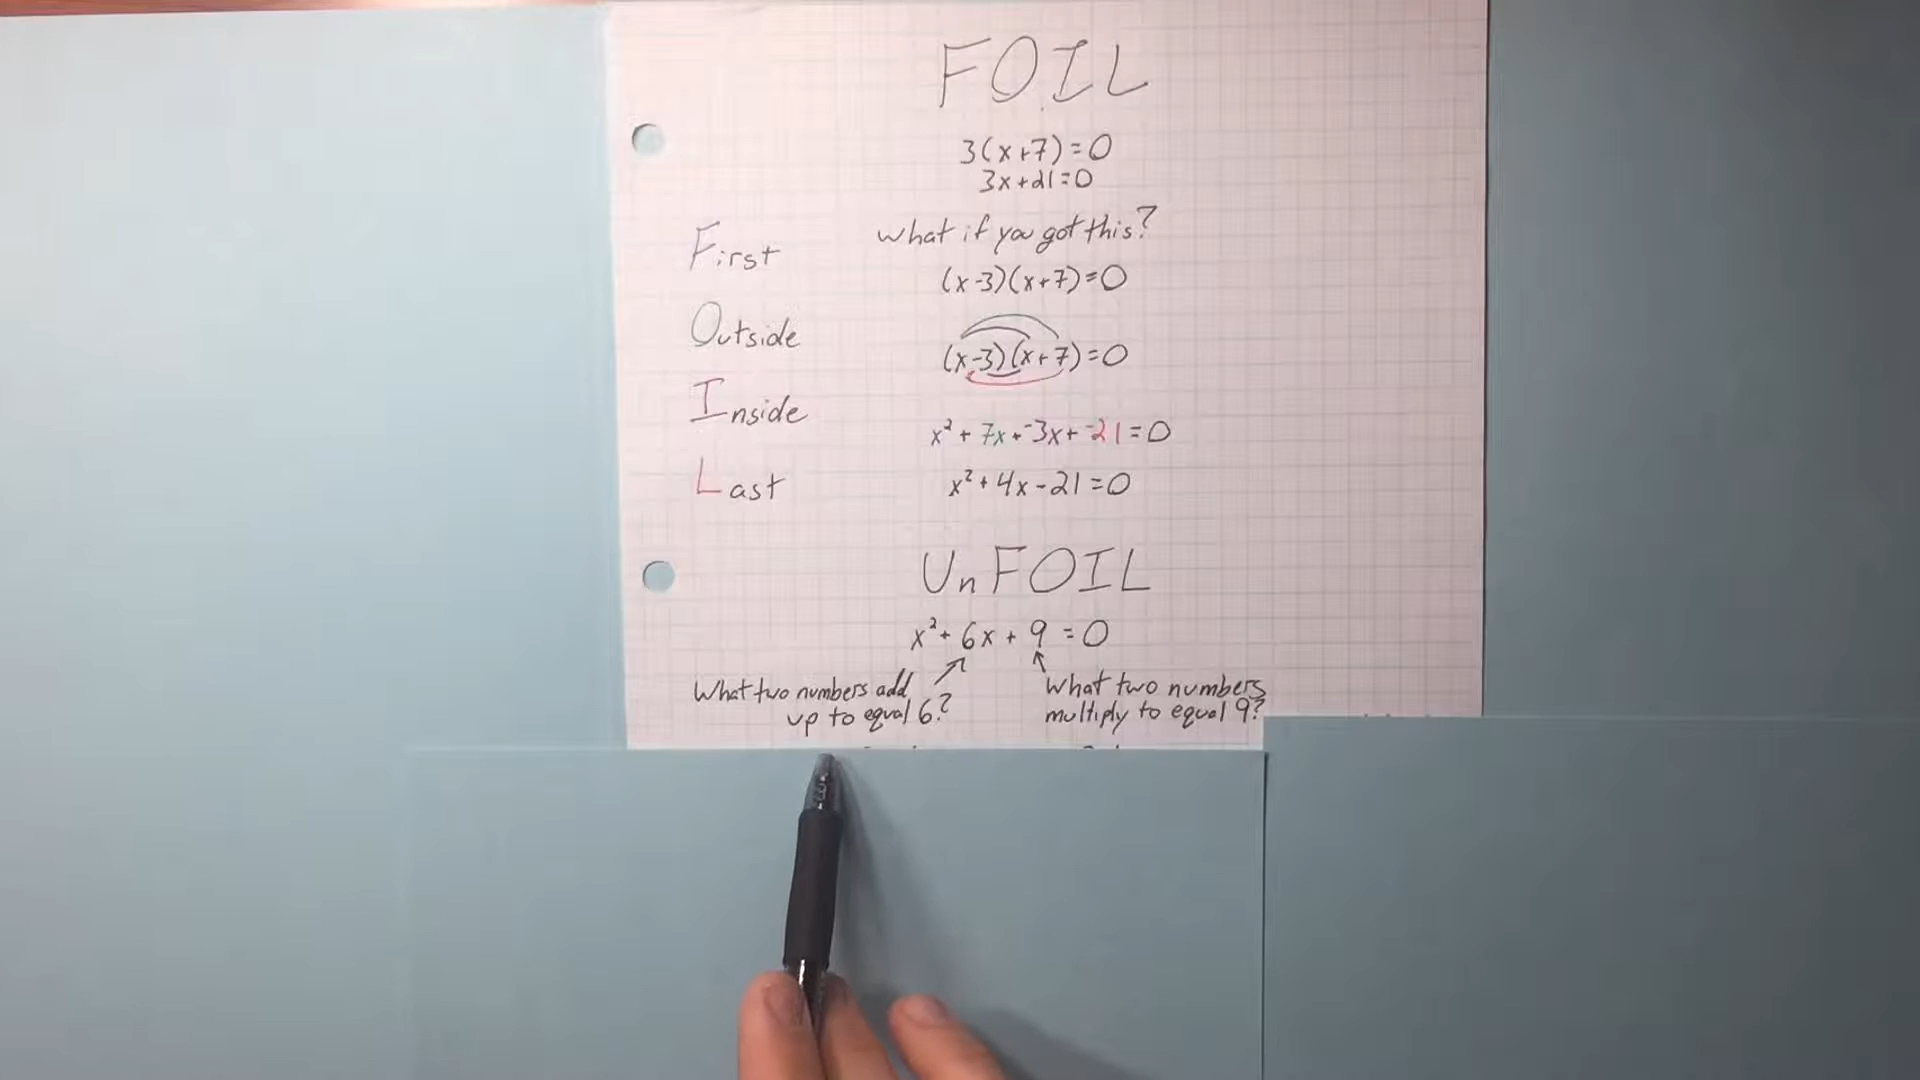 FOIL
3(x+7)=0
3x+21=0
What if you got this?
(x-3)(x+7)=0
First
Outside
Inside
Last
(x-3)(x+7)=0
x²+7x+⁻3x+⁻21=0
x²+4x-21=0
UnFOIL
x²+6x+9=0
What two numbers add
up to equal 6?
What two numbers
multiply to equal 9?